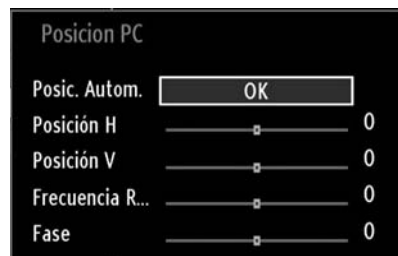 Posicion PC
Posic. Autom. OK
Posición H 0
Posición V 0
Frecuencia R... 0
Fase 0